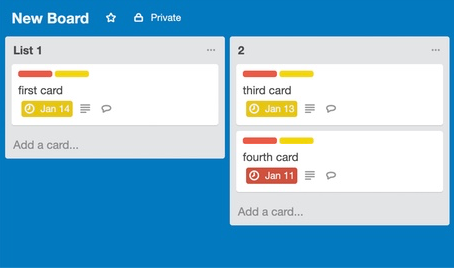 New Board Private
List 1
first card
Jan 14
Add a card...
2
third card
Jan 13
fourth card
Jan 11
Add a card...